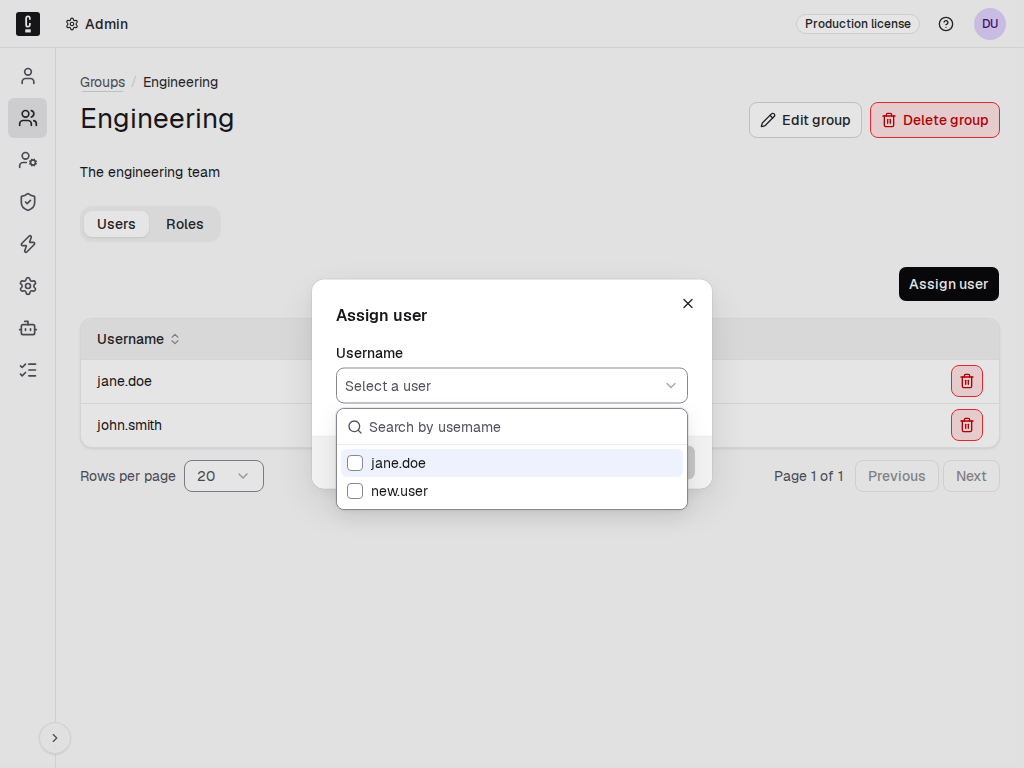 Admin
Production license
DU
Groups / Engineering
Engineering
Edit group
Delete group
The engineering team
Users
Roles
Assign user
Username
jane.doe
john.smith
Rows per page
20
Page 1 of 1
Previous
Next
Assign user
Username
Select a user
Search by username
jane.doe
new.user